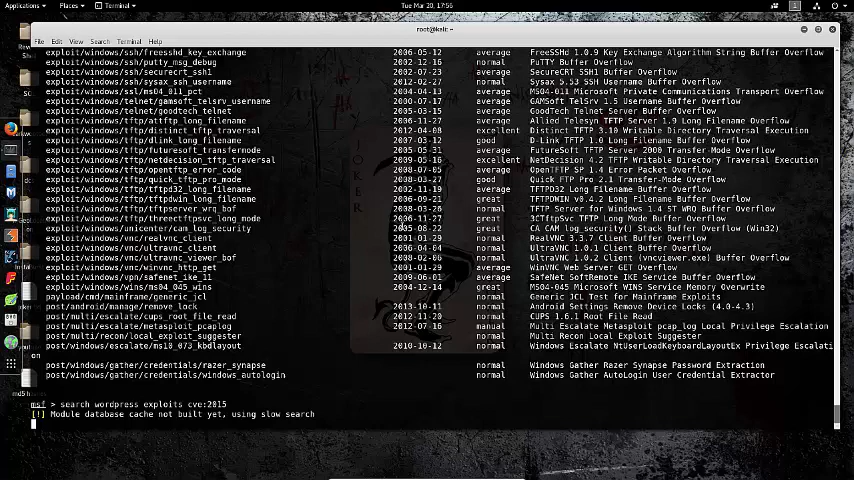 Applications Places Terminal Tue Mar 20, 17:56 1
root@kali: ~
File Edit View Search Terminal Help
exploit/windows/ssh/freesshd_key_exchange 2006-05-12 average FreeSSHd 1.0.9 Key Exchange Algorithm String Buffer Overflow
exploit/windows/ssh/putty_msg_debug 2002-12-16 normal PuTTY Buffer Overflow
exploit/windows/ssh/securecrt_ssh1 2002-07-23 average SecureCRT SSH1 Buffer Overflow
exploit/windows/ssh/sysax_ssh_username 2012-02-27 normal Sysax 5.53 SSH Username Buffer Overflow
exploit/windows/ssl/ms04_011_pct 2004-04-13 average MS04-011 Microsoft Private Communications Transport Overflow
exploit/windows/telnet/gamsoft_telsrv_username 2000-07-17 average GAMSoft TelSrv 1.5 Username Buffer Overflow
exploit/windows/telnet/goodtech_telnet 2005-03-15 average GoodTech Telnet Server Buffer Overflow
exploit/windows/tftp/attftp_long_filename 2006-11-27 average Allied Telesyn TFTP Server 1.9 Long Filename Overflow
exploit/windows/tftp/distinct_tftp_traversal 2012-04-08 excellent Distinct TFTP 3.10 Writable Directory Traversal Execution
exploit/windows/tftp/dlink_long_filename 2007-03-12 good D-Link TFTP 1.0 Long Filename Buffer Overflow
exploit/windows/tftp/futuresoft_transfermode 2005-05-31 average FutureSoft TFTP Server 2000 Transfer-Mode Overflow
exploit/windows/tftp/netdecision_tftp_traversal 2009-05-16 excellent NetDecision 4.2 TFTP Writable Directory Traversal Execution
exploit/windows/tftp/opentftp_error_code 2008-07-05 average OpenTFTP SP 1.4 Error Packet Overflow
exploit/windows/tftp/quick_tftp_pro_mode 2008-03-27 good Quick FTP Pro 2.1 Transfer-Mode Overflow
exploit/windows/tftp/tftpd32_long_filename 2002-11-19 average TFTPD32 Long Filename Buffer Overflow
exploit/windows/tftp/tftpdwin_long_filename 2006-09-21 great TFTPDWIN v0.4.2 Long Filename Buffer Overflow
exploit/windows/tftp/tftpserver_wrq_bof 2008-03-26 normal TFTP Server for Windows 1.4 ST WRQ Buffer Overflow
exploit/windows/tftp/threectftpsvc_long_mode 2006-11-27 great 3CTftpSvc TFTP Long Mode Buffer Overflow
exploit/windows/unicenter/cam_log_security 2005-08-22 great CA CAM log_security() Stack Buffer Overflow (Win32)
exploit/windows/vnc/realvnc_client 2001-01-29 normal RealVNC 3.3.7 Client Buffer Overflow
exploit/windows/vnc/ultravnc_client 2006-04-04 normal UltraVNC 1.0.1 Client Buffer Overflow
exploit/windows/vnc/ultravnc_viewer_bof 2008-02-06 normal UltraVNC 1.0.2 Client (vncviewer.exe) Buffer Overflow
exploit/windows/vnc/winvnc_http_get 2001-01-29 average WinVNC Web Server GET Overflow
exploit/windows/vpn/safenet_ike_11 2009-06-01 average SafeNet SoftRemote IKE Service Buffer Overflow
exploit/windows/wins/ms04_045_wins 2004-12-14 great MS04-045 Microsoft WINS Service Memory Overwrite
payload/cmd/mainframe/generic_jcl normal Generic JCL Test for Mainframe Exploits
post/android/manage/remove_lock 2013-10-11 normal Android Settings Remove Device Locks (4.0-4.3)
post/multi/escalate/cups_root_file_read 2012-11-20 normal CUPS 1.6.1 Root File Read
post/multi/escalate/metasploit_pcaplog 2012-07-16 manual Multi Escalate Metasploit pcap_log Local Privilege Escalation
post/multi/recon/local_exploit_suggester normal Multi Recon Local Exploit Suggester
post/windows/escalate/ms10_073_kbdlayout 2010-10-12 normal Windows Escalate NtUserLoadKeyboardLayoutEx Privilege Escalati
on
post/windows/gather/credentials/razer_synapse normal Windows Gather Razer Synapse Password Extraction
post/windows/gather/credentials/windows_autologin normal Windows Gather AutoLogin User Credential Extractor
msf > search wordpress exploits cve:2015
[!] Module database cache not built yet, using slow search
JOKER